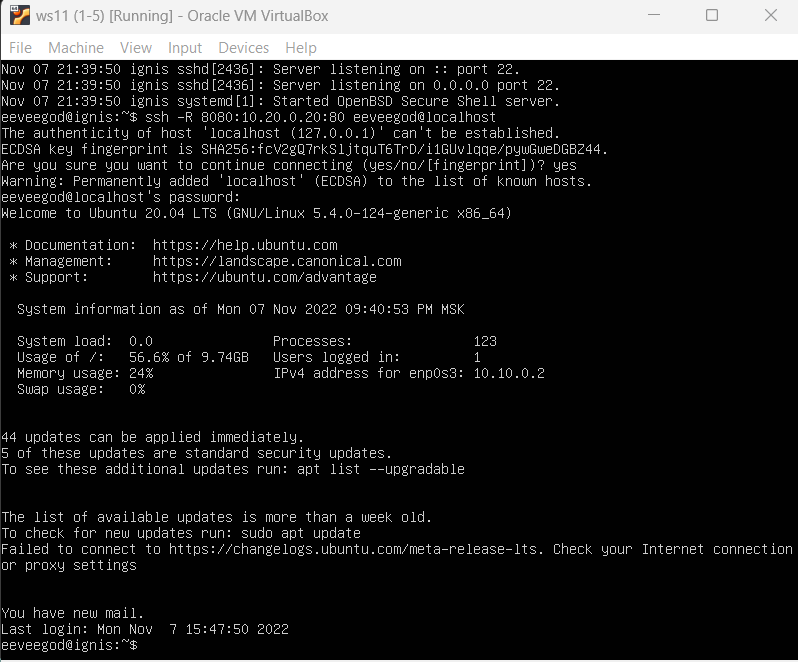 ws11 (1-5) [Running] - Oracle VM VirtualBox
File Machine View Input Devices Help
Nov 07 21:39:50 ignis sshd[2436]: Server listening on :: port 22.
Nov 07 21:39:50 ignis sshd[2436]: Server listening on 0.0.0.0 port 22.
Nov 07 21:39:50 ignis systemd[1]: Started OpenBSD Secure Shell server.
eeveegod@ignis:~$ ssh -R 8080:10.20.0.20:80 eeveegod@localhost
The authenticity of host 'localhost (127.0.0.1)' can't be established.
ECDSA key fingerprint is SHA256:fcV2gQ7rkSljtquT6TrD/i1GUvlqqe/pywGweDGBZ44.
Are you sure you want to continue connecting (yes/no/[fingerprint])? yes
Warning: Permanently added 'localhost' (ECDSA) to the list of known hosts.
eeveegod@localhost's password:
Welcome to Ubuntu 20.04 LTS (GNU/Linux 5.4.0-124-generic x86_64)
* Documentation:  https://help.ubuntu.com
* Management:     https://landscape.canonical.com
* Support:        https://ubuntu.com/advantage
System information as of Mon 07 Nov 2022 09:40:53 PM MSK
System load:  0.0               Processes:               123
Usage of /:   56.6% of 9.74GB   Users logged in:         1
Memory usage: 24%               IPv4 address for enp0s3: 10.10.0.2
Swap usage:   0%
44 updates can be applied immediately.
5 of these updates are standard security updates.
To see these additional updates run: apt list --upgradable
The list of available updates is more than a week old.
To check for new updates run: sudo apt update
Failed to connect to https://changelogs.ubuntu.com/meta-release-lts. Check your Internet connection
or proxy settings
You have new mail.
Last login: Mon Nov  7 15:47:50 2022
eeveegod@ignis:~$